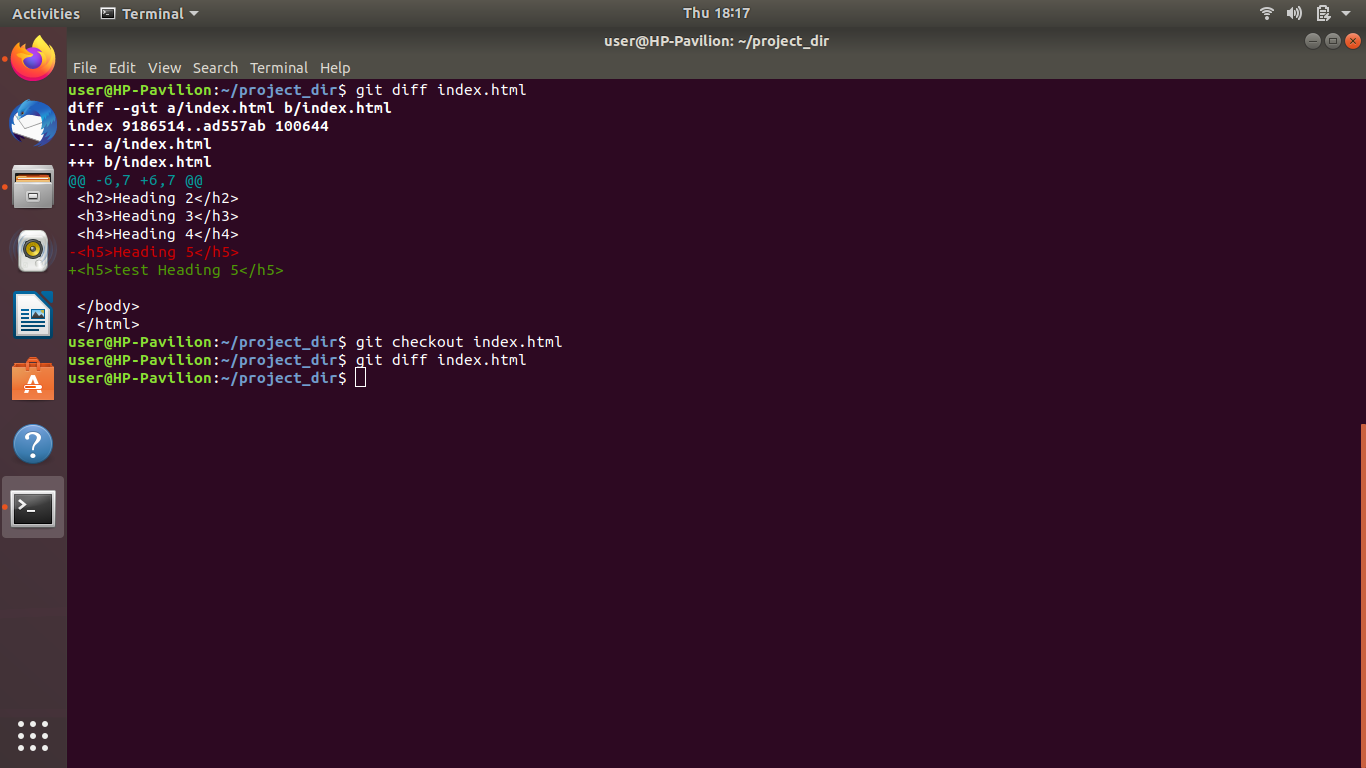 Activities Terminal Thu 18:17
user@HP-Pavilion: ~/project_dir
File Edit View Search Terminal Help
user@HP-Pavilion:~/project_dir$ git diff index.html
diff --git a/index.html b/index.html
index 9186514..ad557ab 100644
--- a/index.html
+++ b/index.html
@@ -6,7 +6,7 @@
 <h2>Heading 2</h2>
 <h3>Heading 3</h3>
 <h4>Heading 4</h4>
-<h5>Heading 5</h5>
+<h5>test Heading 5</h5>
 </body>
 </html>
user@HP-Pavilion:~/project_dir$ git checkout index.html
user@HP-Pavilion:~/project_dir$ git diff index.html
user@HP-Pavilion:~/project_dir$